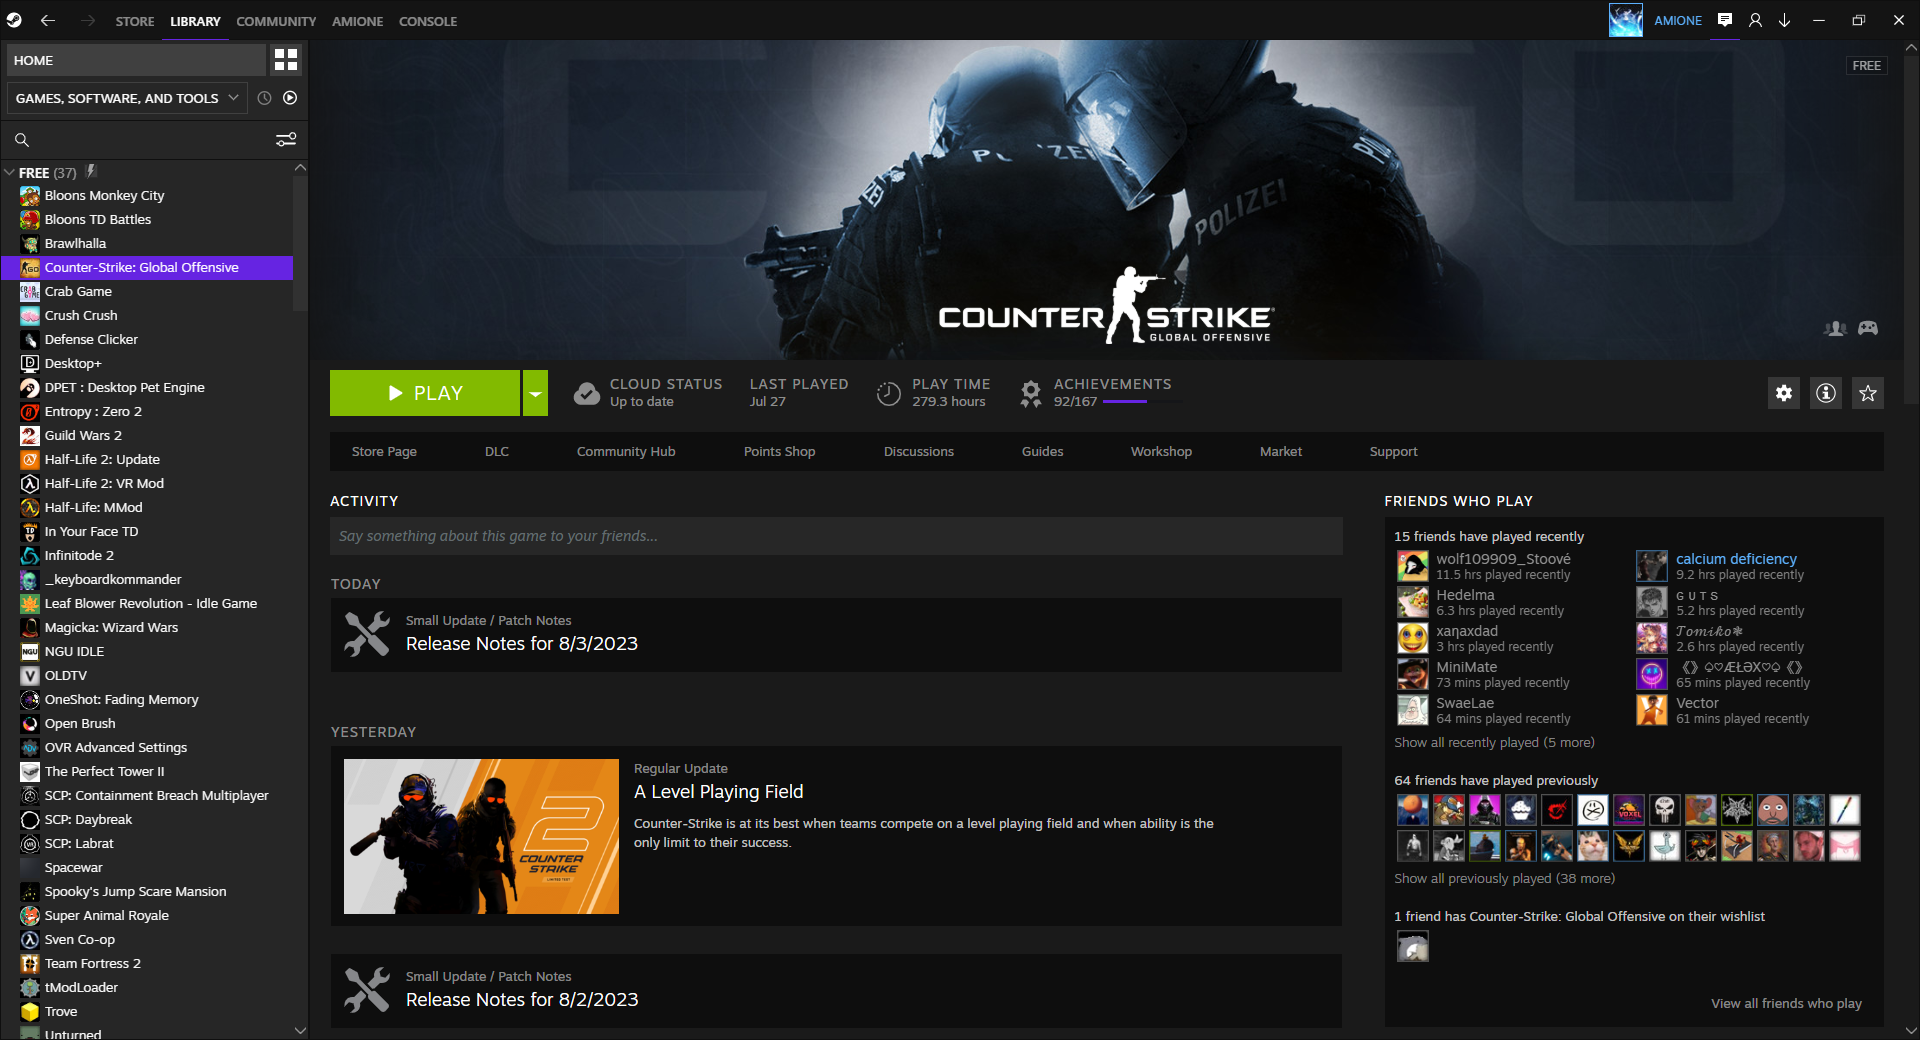 STORE LIBRARY COMMUNITY AMIONE CONSOLE
AMIONE
HOME
GAMES, SOFTWARE, AND TOOLS
FREE (37)
Bloons Monkey City
Bloons TD Battles
Brawlhalla
Counter-Strike: Global Offensive
Crab Game
Crush Crush
Defense Clicker
Desktop+
DPET : Desktop Pet Engine
Entropy : Zero 2
Guild Wars 2
Half-Life 2: Update
Half-Life 2: VR Mod
Half-Life: MMod
In Your Face TD
Infinitode 2
_keyboardkommander
Leaf Blower Revolution - Idle Game
Magicka: Wizard Wars
NGU IDLE
OLDTV
OneShot: Fading Memory
Open Brush
OVR Advanced Settings
The Perfect Tower II
SCP: Containment Breach Multiplayer
SCP: Daybreak
SCP: Labrat
Spacewar
Spooky's Jump Scare Mansion
Super Animal Royale
Sven Co-op
Team Fortress 2
tModLoader
Trove
Unturned
FREE
POLIZEI
COUNTER STRIKE
GLOBAL OFFENSIVE
PLAY
CLOUD STATUS
Up to date
LAST PLAYED
Jul 27
PLAY TIME
279.3 hours
ACHIEVEMENTS
92/167
Store Page DLC Community Hub Points Shop Discussions Guides Workshop Market Support
ACTIVITY
Say something about this game to your friends...
TODAY
Small Update / Patch Notes
Release Notes for 8/3/2023
YESTERDAY
2
COUNTER
STRIKE
LIMITED TEST
Regular Update
A Level Playing Field
Counter-Strike is at its best when teams compete on a level playing field and when ability is the
only limit to their success.
Small Update / Patch Notes
Release Notes for 8/2/2023
FRIENDS WHO PLAY
15 friends have played recently
wolf109909_Stoové
11.5 hrs played recently
calcium deficiency
9.2 hrs played recently
Hedelma
6.3 hrs played recently
ɢ ᴜ ᴛ s
5.2 hrs played recently
xaηaxdad
3 hrs played recently
𝓣𝓸𝓶𝓲𝓴𝓸❃
2.6 hrs played recently
MiniMate
73 mins played recently
《》♤♡ÆŁƏX♡♤《》
65 mins played recently
SwaeLae
64 mins played recently
Vector
61 mins played recently
Show all recently played (5 more)
64 friends have played previously
Show all previously played (38 more)
1 friend has Counter-Strike: Global Offensive on their wishlist
View all friends who play